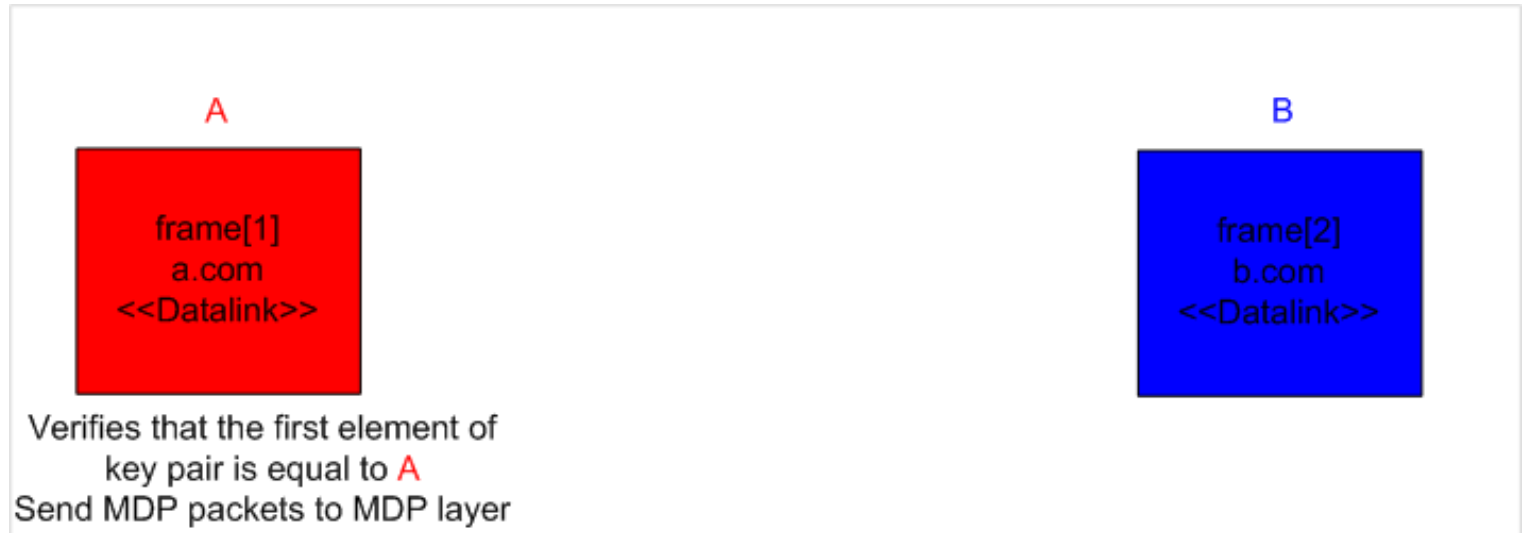 A
frame[1]
a.com
<<Datalink>>
Verifies that the first element of
key pair is equal to A
Send MDP packets to MDP layer
B
frame[2]
b.com
<<Datalink>>